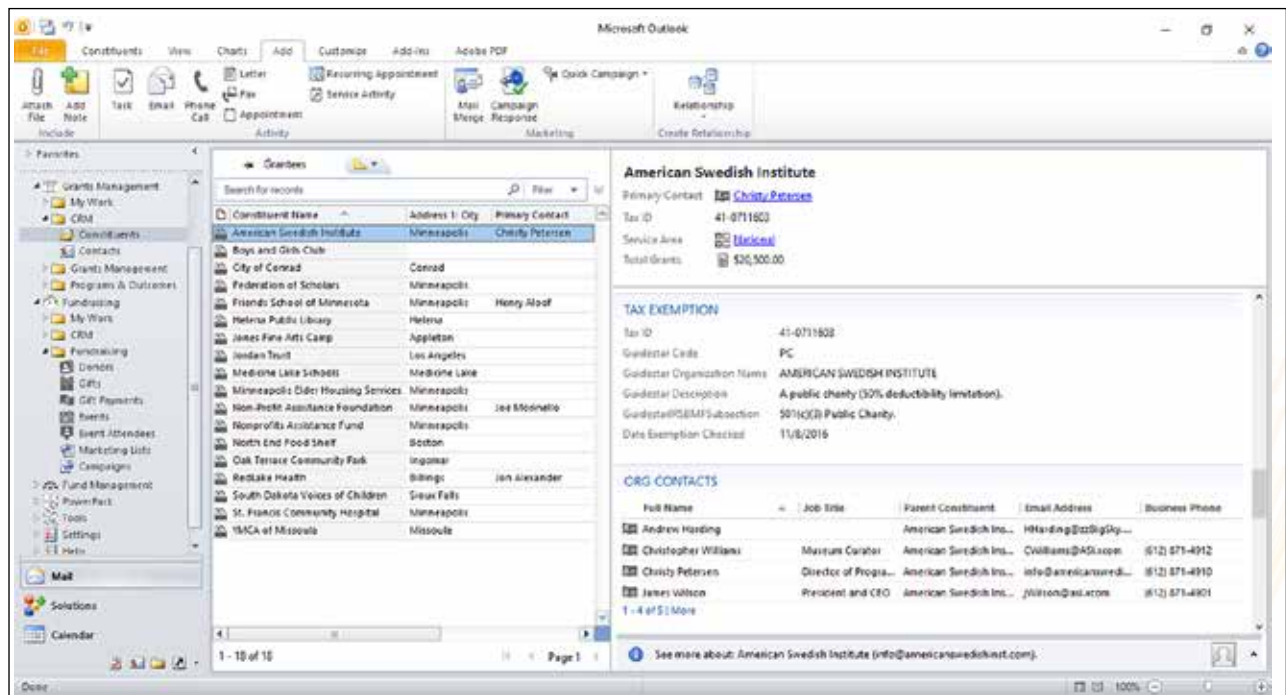 Microsoft Outlook
File Constituents View Charts Add Customize Add-Ins Adobe PDF
Attach File
Add Note
Task
Email
Phone Call
Letter
Fax
Appointment
Recurring Appointment
Service Activity
Mail Merge
Campaign Response
Quick Campaign
Relationship
Include
Activity
Marketing
Create Relationship
Favorites
Grants Management
My Work
CRM
Constituents
Contacts
Grants Management
Programs & Outcomes
Fundraising
My Work
CRM
Fundraising
Donors
Gifts
Gift Payments
Events
Event Attendees
Marketing Lists
Campaigns
Fund Management
PowerPack
Tools
Settings
Help
Mail
Solutions
Calendar
Done
Grantees
Search for records Filter
Constituent Name Address 1: City Primary Contact
American Swedish Institute Minneapolis Christy Petersen
Boys and Girls Club
City of Conrad Conrad
Federation of Scholars Minneapolis
Friends School of Minnesota Minneapolis Henry Aloof
Helena Public Library Helena
James Fine Arts Camp Appleton
Jordan Trust Los Angeles
Medicine Lake Schools Medicine Lake
Minneapolis Elder Housing Services Minneapolis
Non-Profit Assistance Foundation Minneapolis Joe Morinello
Nonprofits Assistance Fund Minneapolis
North End Food Shelf Boston
Oak Terrace Community Park Ingomar
RedLake Health Billings Jon Alexander
South Dakota Voices of Children Sioux Falls
St. Francis Community Hospital Minneapolis
YMCA of Missoula Missoula
1 - 18 of 18 Page 1
American Swedish Institute
Primary Contact Christy Petersen
Tax ID 41-0711603
Service Area National
Total Grants $20,500.00
TAX EXEMPTION
Tax ID 41-0711603
Guidestar Code PC
Guidestar Organization Name AMERICAN SWEDISH INSTITUTE
Guidestar Description A public charity (50% deductibility limitation).
GuidestarIRSBMFSubsection 501(c)(3) Public Charity.
Date Exemption Checked 11/8/2016
ORG CONTACTS
Full Name Job Title Parent Constituent Email Address Business Phone
Andrew Harding American Swedish Ins...
Christopher Williams Museum Curator American Swedish Ins... (612) 871-4912
Christy Petersen Director of Progra... American Swedish Ins... info@americanswedi... (612) 871-4910
James Wilson President and CEO American Swedish Ins... (612) 871-4901
1 - 4 of 5 | More
See more about: American Swedish Institute (info@americanswedishinst.com).
100%